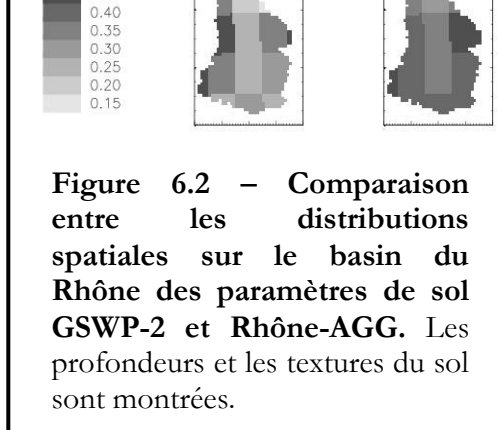 0.40
0.35
0.30
0.25
0.20
0.15
Figure 6.2 – Comparaison
entre les distributions
spatiales sur le basin du
Rhône des paramètres de sol
GSWP-2 et Rhône-AGG. Les
profondeurs et les textures du sol
sont montrées.